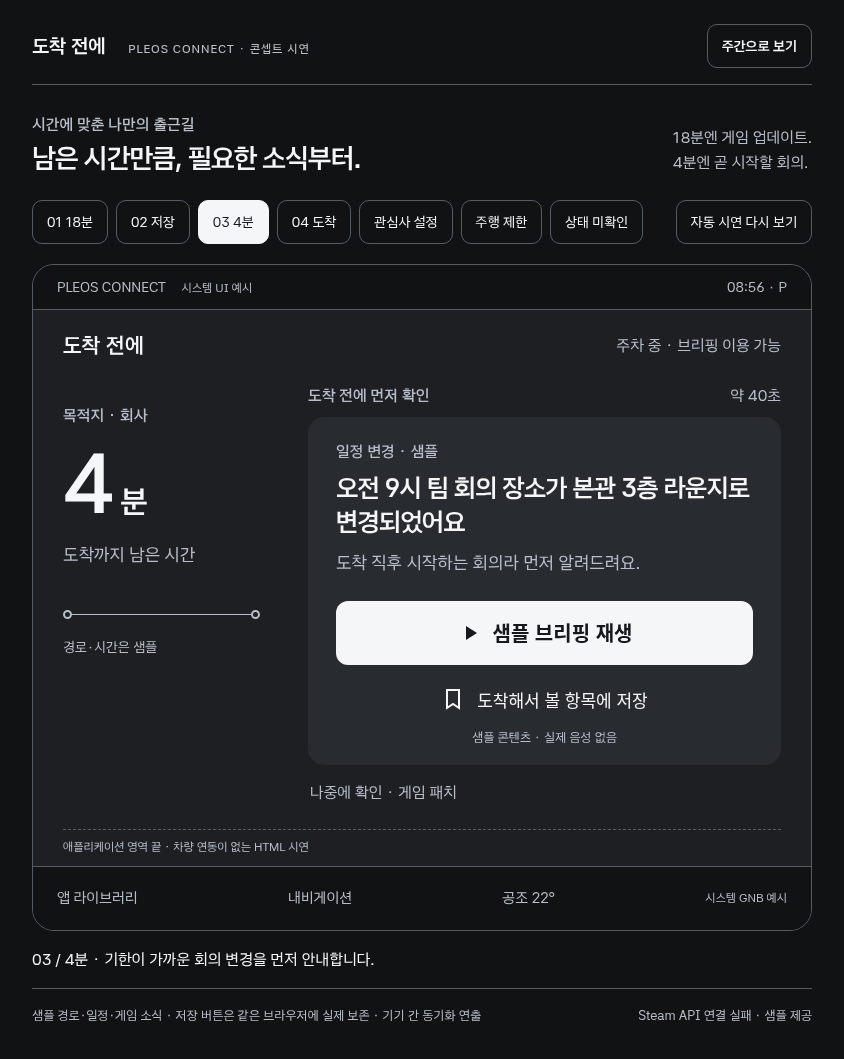 도착 전에
PLEOS CONNECT · 콘셉트 시연
주간으로 보기
시간에 맞춘 나만의 출근길
남은 시간만큼, 필요한 소식부터.
18분엔 게임 업데이트.
4분엔 곧 시작할 회의.
01 18분
02 저장
03 4분
04 도착
관심사 설정
주행 제한
상태 미확인
자동 시연 다시 보기
PLEOS CONNECT 시스템 UI 예시
08:56 · P
도착 전에
주차 중 · 브리핑 이용 가능
목적지 · 회사
4분
도착까지 남은 시간
경로·시간은 샘플
도착 전에 먼저 확인
약 40초
일정 변경 · 샘플
오전 9시 팀 회의 장소가 본관 3층 라운지로
변경되었어요
도착 직후 시작하는 회의라 먼저 알려드려요.
샘플 브리핑 재생
도착해서 볼 항목에 저장
샘플 콘텐츠 · 실제 음성 없음
나중에 확인 · 게임 패치
애플리케이션 영역 끝 · 차량 연동이 없는 HTML 시연
앱 라이브러리
내비게이션
공조 22°
시스템 GNB 예시
03 / 4분 · 기한이 가까운 회의 변경을 먼저 안내합니다.
샘플 경로·일정·게임 소식 · 저장 버튼은 같은 브라우저에 실제 보존 · 기기 간 동기화 연출
Steam API 연결 실패 · 샘플 제공